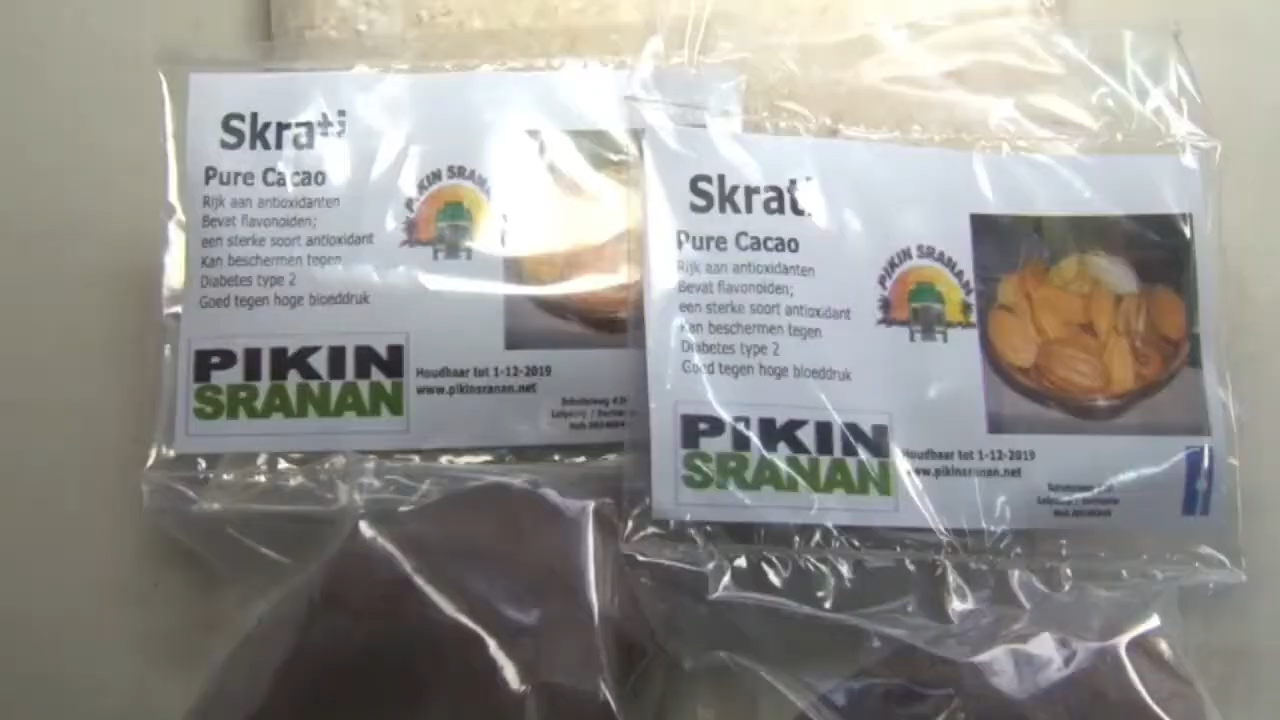 Skrati
Pure Cacao
Rijk aan antioxidanten
Bevat flavonoiden;
een sterke soort antioxidant
Kan beschermen tegen
Diabetes type 2
Goed tegen hoge bloeddruk
PIKIN SRANAN
PIKIN
SRANAN
Houdbaar tot 1-12-2019
www.pikinsranan.net
Skrati
Pure Cacao
Rijk aan antioxidanten
Bevat flavonoiden;
een sterke soort antioxidant
Kan beschermen tegen
Diabetes type 2
Goed tegen hoge bloeddruk
PIKIN SRANAN
PIKIN
SRANAN
Houdbaar tot 1-12-2019
www.pikinsranan.net